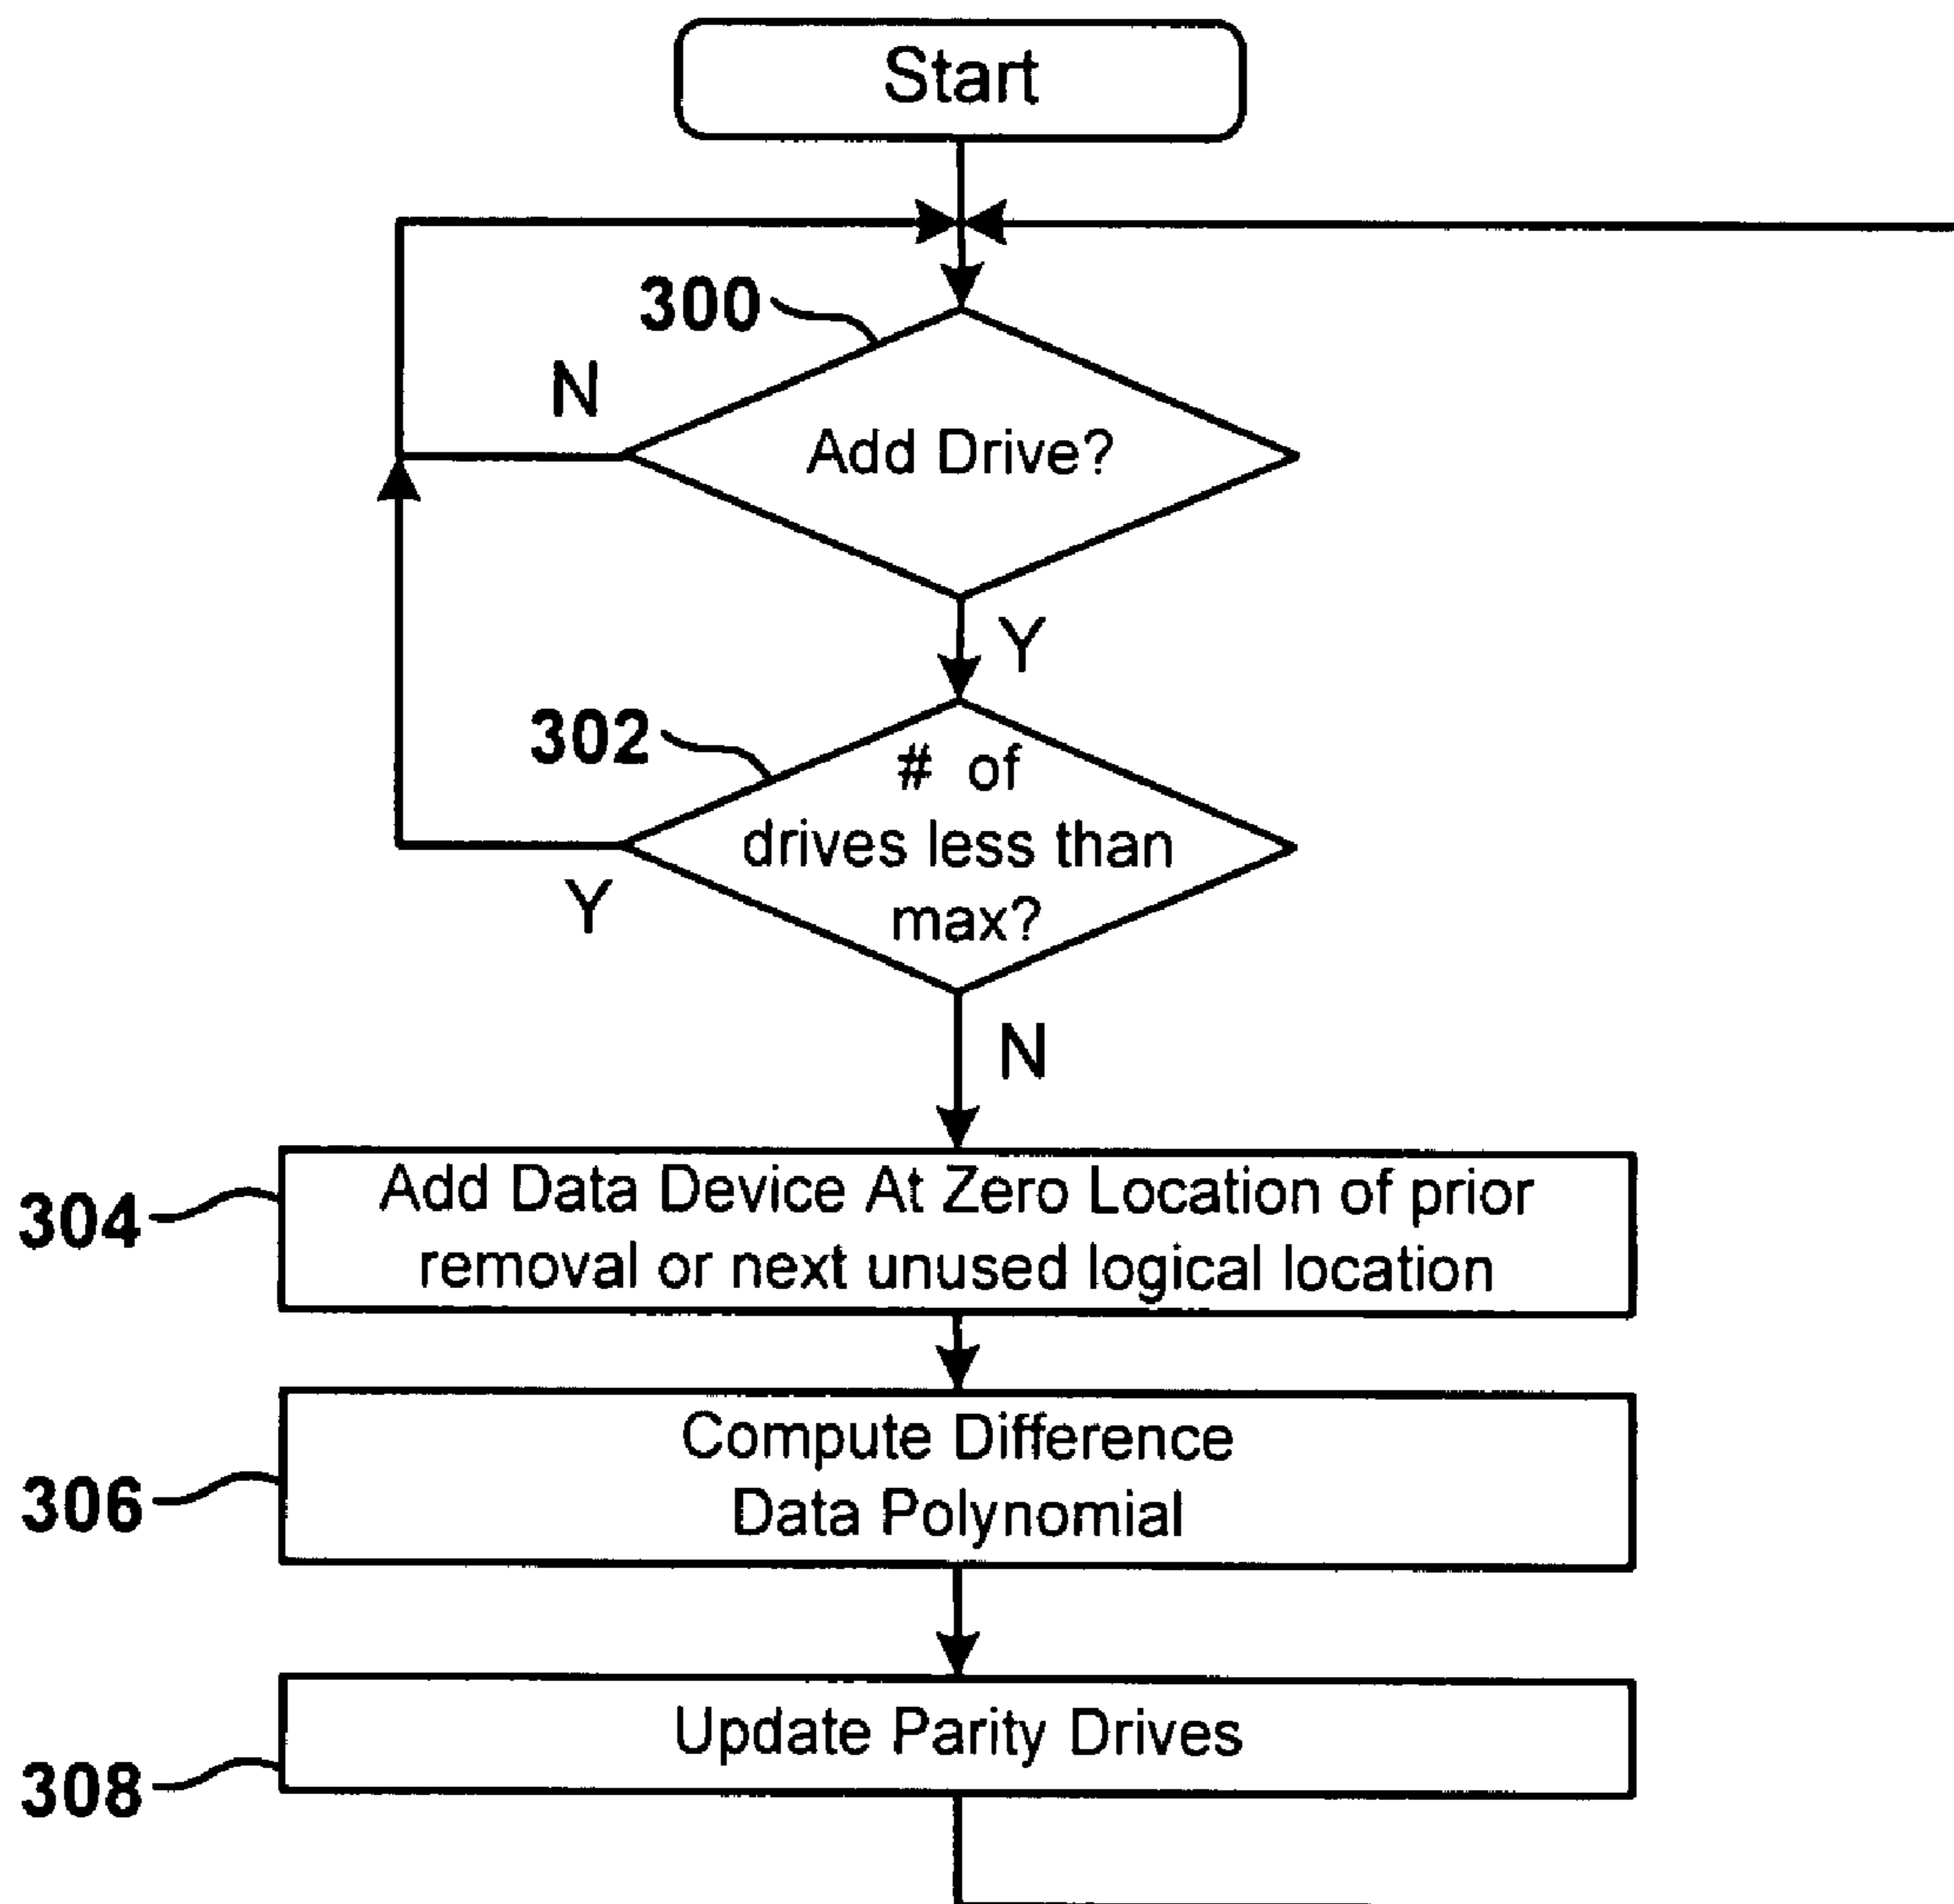 Start
300
N
Add Drive?
Y
302
# of
drives less than
max?
Y
N
304
Add Data Device At Zero Location of prior
removal or next unused logical location
306
Compute Difference
Data Polynomial
308
Update Parity Drives